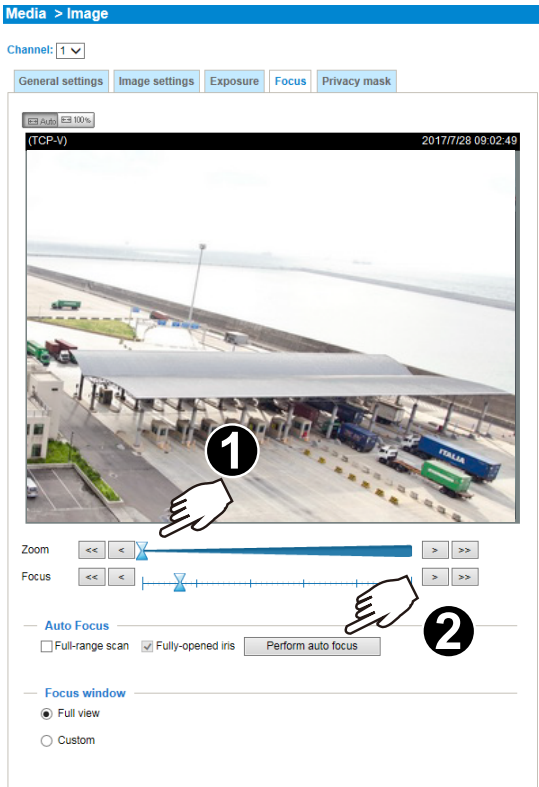 Media > Image
Channel: 1
General settings Image settings Exposure Focus Privacy mask
Auto 100%
(TCP-V) 2017/7/28 09:02:49
ITALIA
1
Zoom << < > >>
Focus << < > >>
2
Auto Focus
Full-range scan Fully-opened iris Perform auto focus
Focus window
Full view
Custom